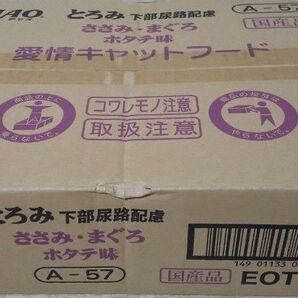 とろみ 下部尿路配慮 A-57
ささみ・まぐろ 国産
ホタテ味
愛情キャットフード
コワレモノ注意
取扱注意
とろみ 下部尿路配慮
ささみ・まぐろ
ホタテ味
A-57 国産品 EOT